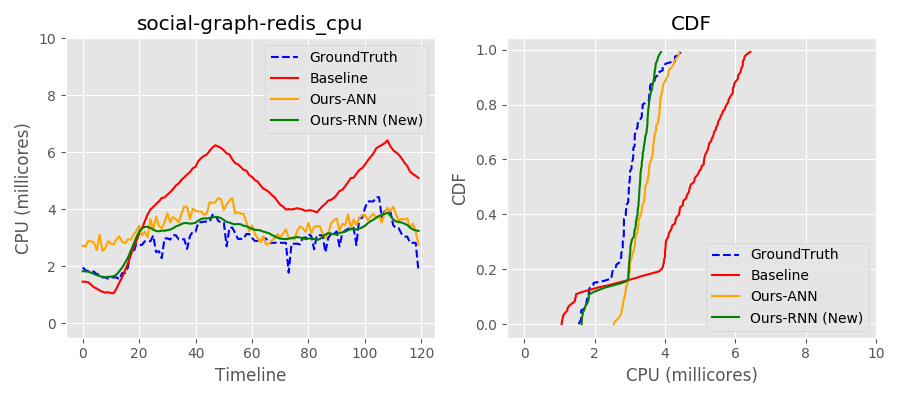 social-graph-redis_cpu
CPU (millicores)
10
8
6
4
2
0
GroundTruth
Baseline
Ours-ANN
Ours-RNN (New)
0 20 40 60 80 100 120
Timeline
CDF
CDF
1.0
0.8
0.6
0.4
0.2
0.0
GroundTruth
Baseline
Ours-ANN
Ours-RNN (New)
0 2 4 6 8 10
CPU (millicores)